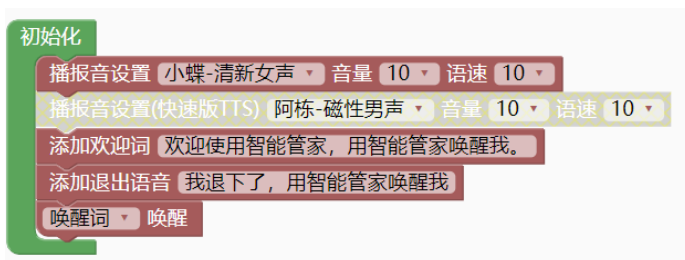 初始化
播报音设置 小蝶-清新女声 音量 10 语速 10
播报音设置(快速版TTS) 阿栋-磁性男声 音量 10 语速 10
添加欢迎词 欢迎使用智能管家，用智能管家唤醒我。
添加退出语音 我退下了，用智能管家唤醒我
唤醒词 唤醒